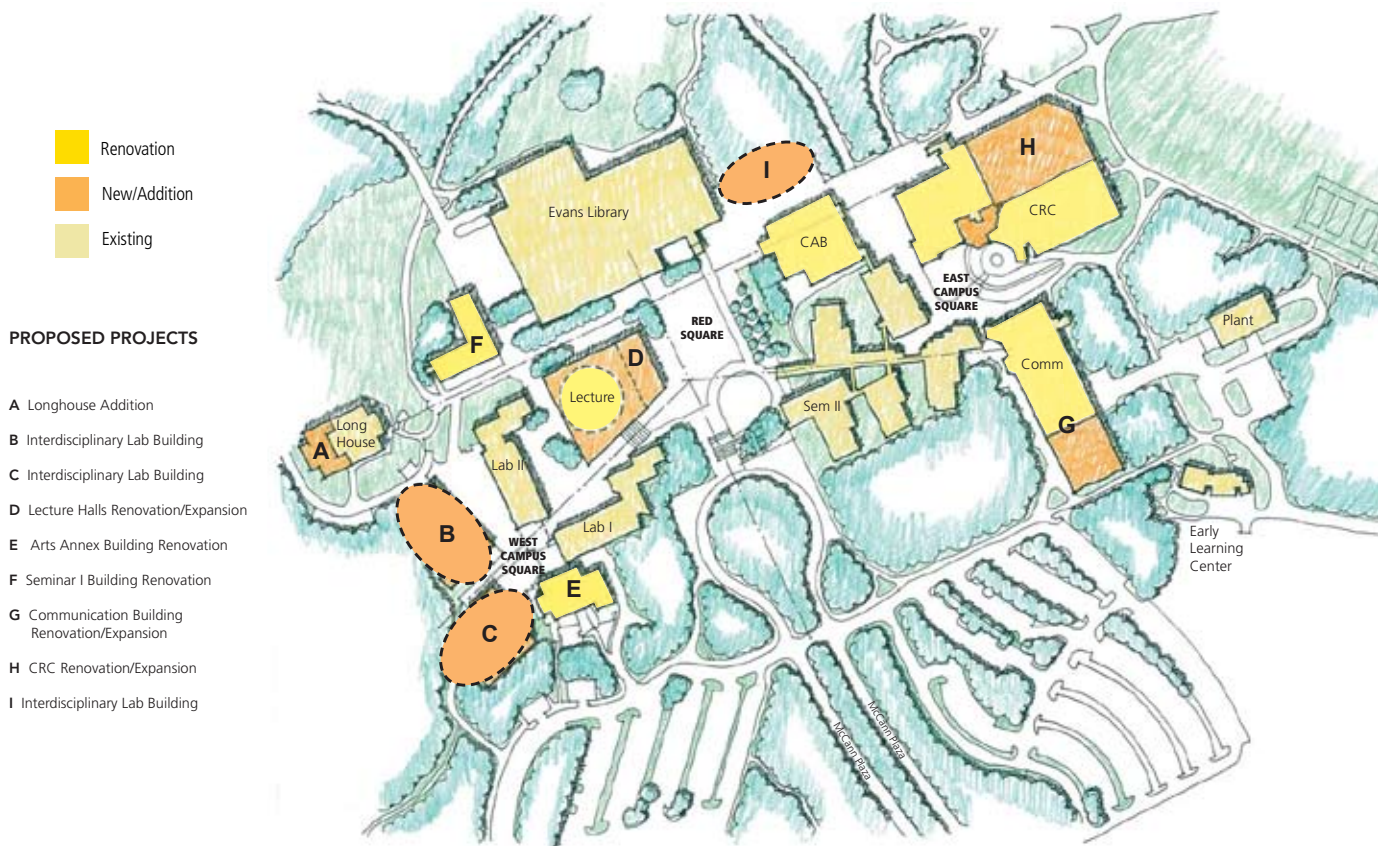 Renovation
New/Addition
Existing
PROPOSED PROJECTS
A Longhouse Addition
B Interdisciplinary Lab Building
C Interdisciplinary Lab Building
D Lecture Halls Renovation/Expansion
E Arts Annex Building Renovation
F Seminar I Building Renovation
G Communication Building
Renovation/Expansion
H CRC Renovation/Expansion
I Interdisciplinary Lab Building
H
I
Evans Library
CRC
CAB
EAST
CAMPUS
SQUARE
RED
SQUARE
Plant
F
D
Comm
Lecture
Sem II
Long
House
A
G
Lab II
Lab I
B
WEST
CAMPUS
SQUARE
Early
Learning
Center
E
C
McCann Plaza
McCann Plaza